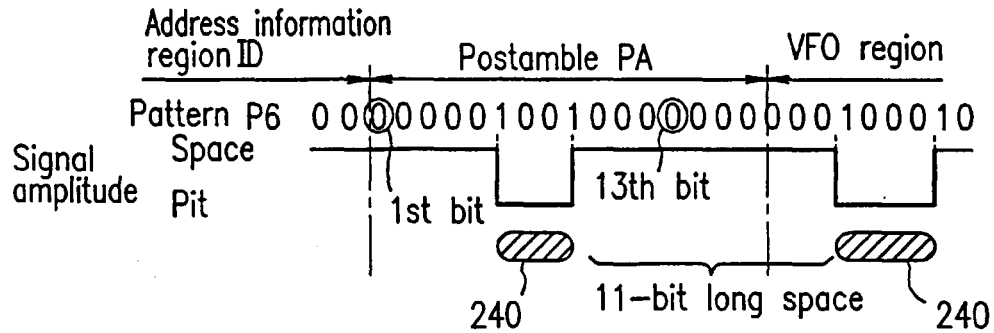 Address information
region ID
Postamble PA
VFO region
Pattern P6 0 0 0 0 0 0 0 1 0 0 1 0 0 0 0 0 0 0 0 0 0 1 0 0 0 1 0
Signal
amplitude
Space
Pit
1st bit
13th bit
240
11-bit long space
240